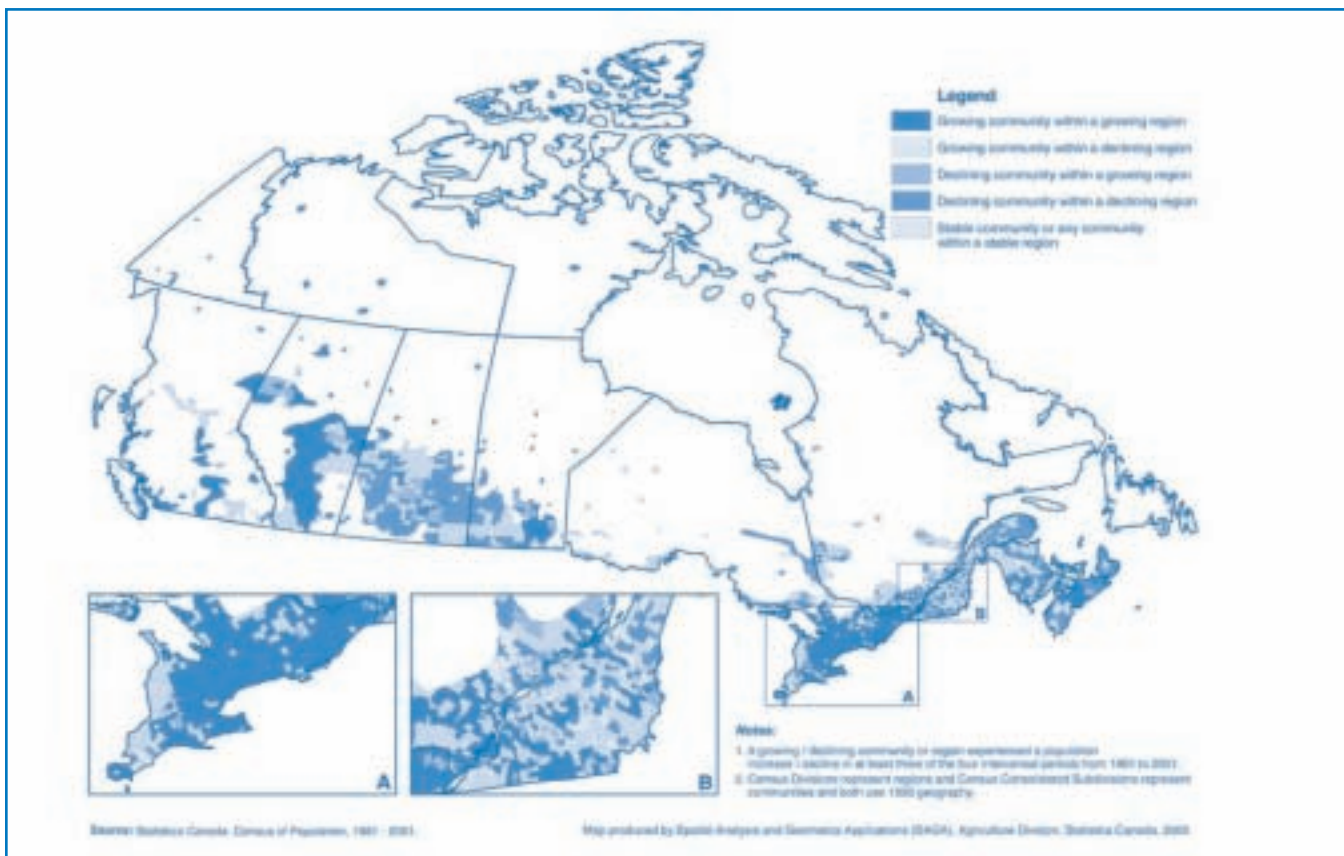 Legend
Growing community within a growing region
Growing community within a declining region
Declining community within a growing region
Declining community within a declining region
Stable community or any community
within a stable region
B
A
A
B
Notes:
1. A growing / declining community or region experienced a population
increase / decline in at least three of the four intercensal periods from 1981 to 2001.
2. Census Divisions represent regions and Census Consolidated Subdivisions represent
communities and both use geography.
Source: Statistics Canada. Census of Population, 1981 - 2001.
Map produced by Spatial Analysis and Geomatics Applications (SAGA), Agriculture Division, Statistics Canada,